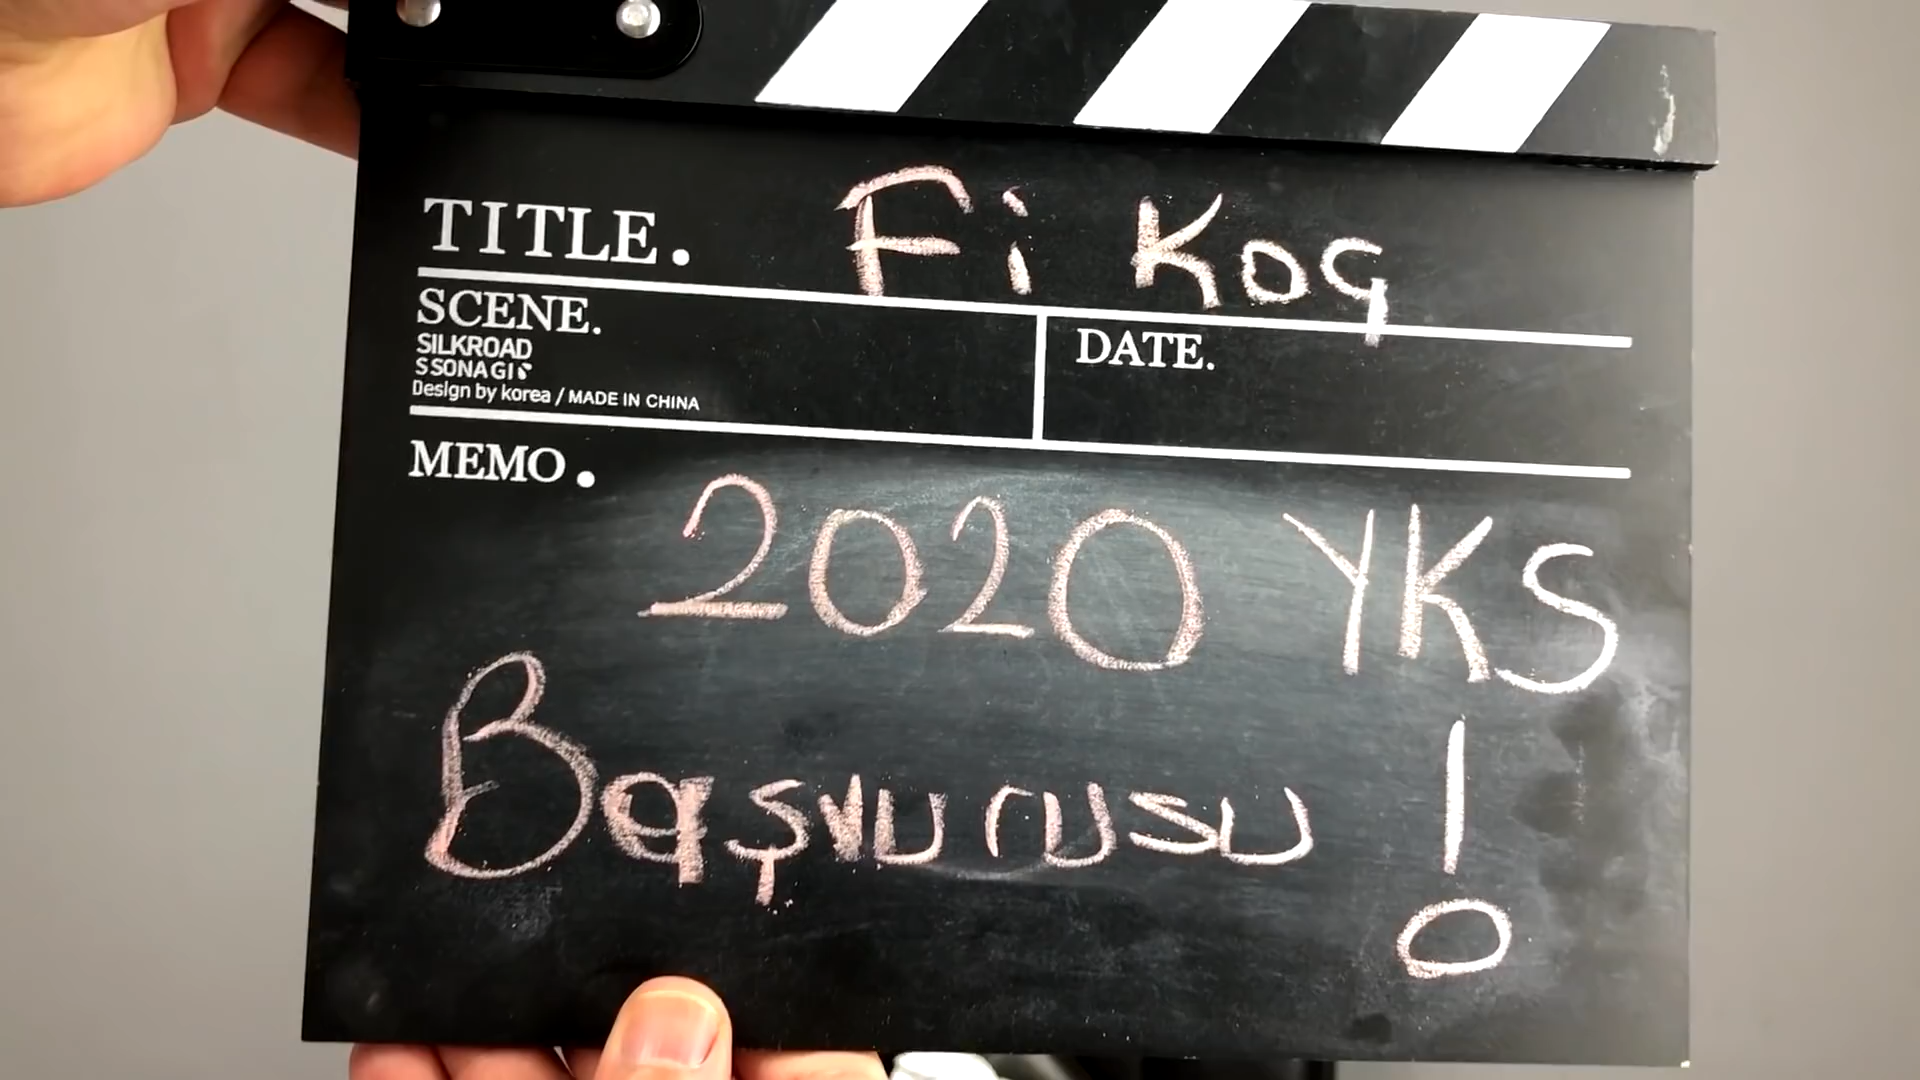 TITLE. Fi Koç
SCENE.
DATE.
SILKROAD
SSONAGI
Design by korea / MADE IN CHINA
MEMO.
2020 YKS
Başvurusu !